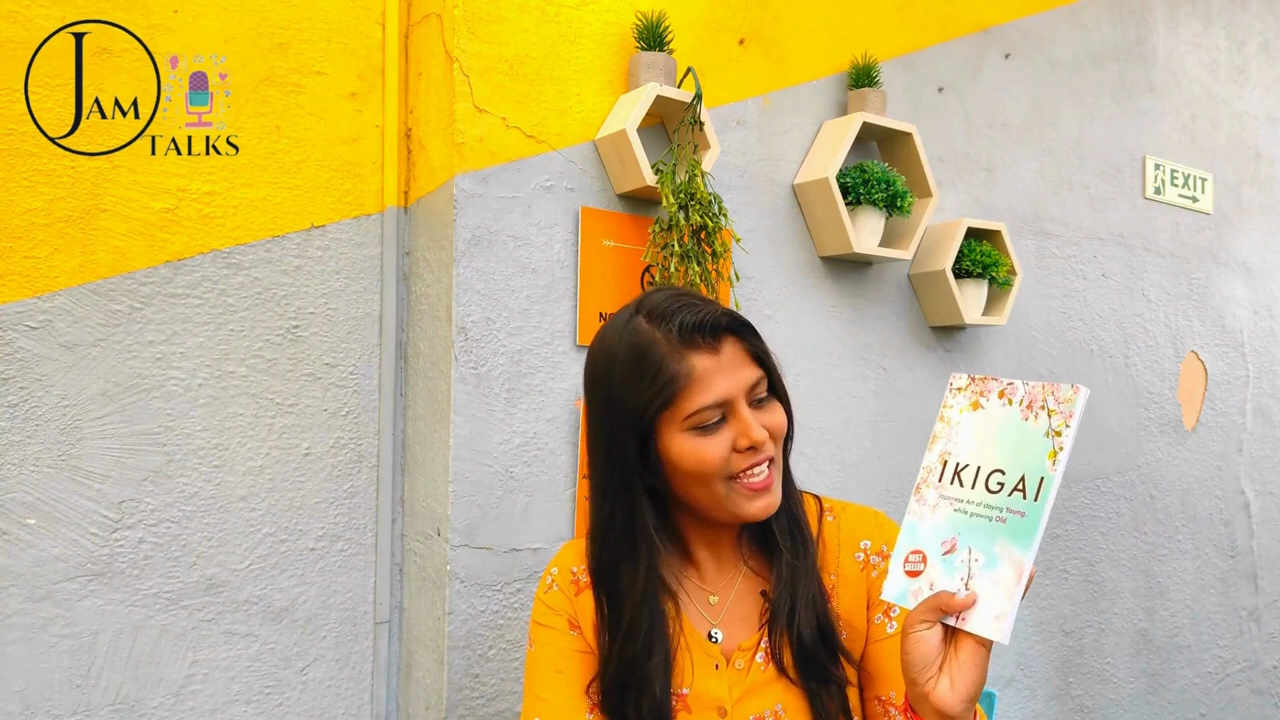 JAM
TALKS
EXIT
IKIGAI
Japanese Art of staying Young..
while growing Old
BEST
SELLER